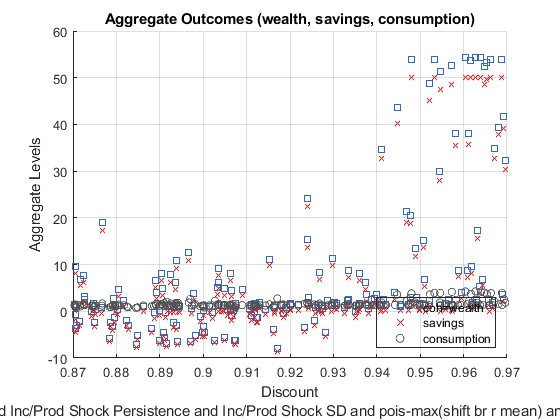 Aggregate Outcomes (wealth, savings, consumption)
60
50
40
30
20
10
0
-10
Aggregate Levels
0.87
0.88
0.89
0.9
0.91
0.92
0.93
0.94
0.95
0.96
0.97
Discount
wealth
savings
consumption
d Inc/Prod Shock Persistence and Inc/Prod Shock SD and pois-max(shift br r mean) an